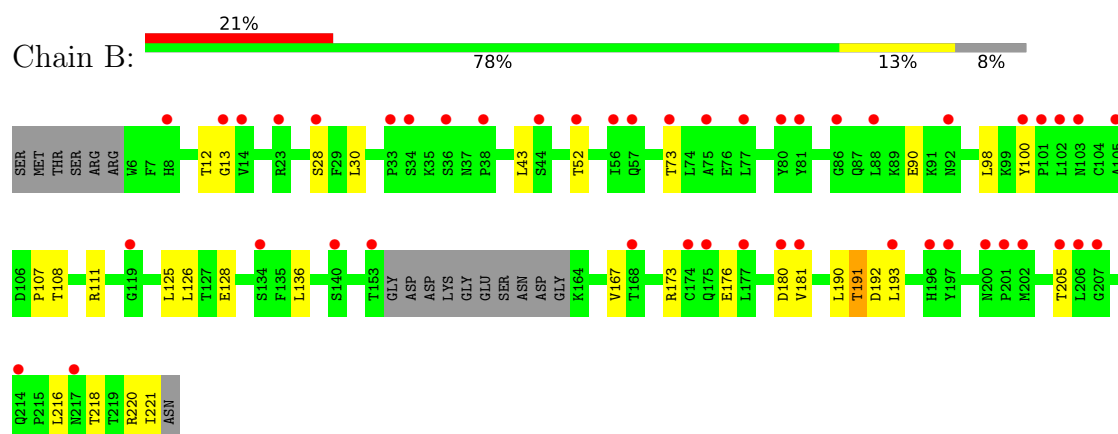 21%
Chain B:
78% 13% 8%
SER MET THR SER ARG ARG W6 F7 H8 T12 G13 V14 R23 S28 F29 L30 P33 S34 K35 S36 N37 P38 L43 S44 T52 I56 Q57 T73 L74 A75 E76 L77 Y80 Y81 G86 Q87 L88 K89 E90 K91 N92 L98 K99 Y100 P101 L102 N103 C104 A105
D106 P107 T108 R111 G119 L125 L126 T127 E128 S134 F135 L136 S140 T153 GLY ASP ASP LYS GLY GLU SER ASN ASP GLY K164 V167 T168 R173 C174 Q175 E176 L177 D180 V181 L190 T191 D192 L193 H196 Y197 N200 P201 M202 T205 L206 G207
Q214 P215 L216 N217 T218 T219 R220 I221 ASN